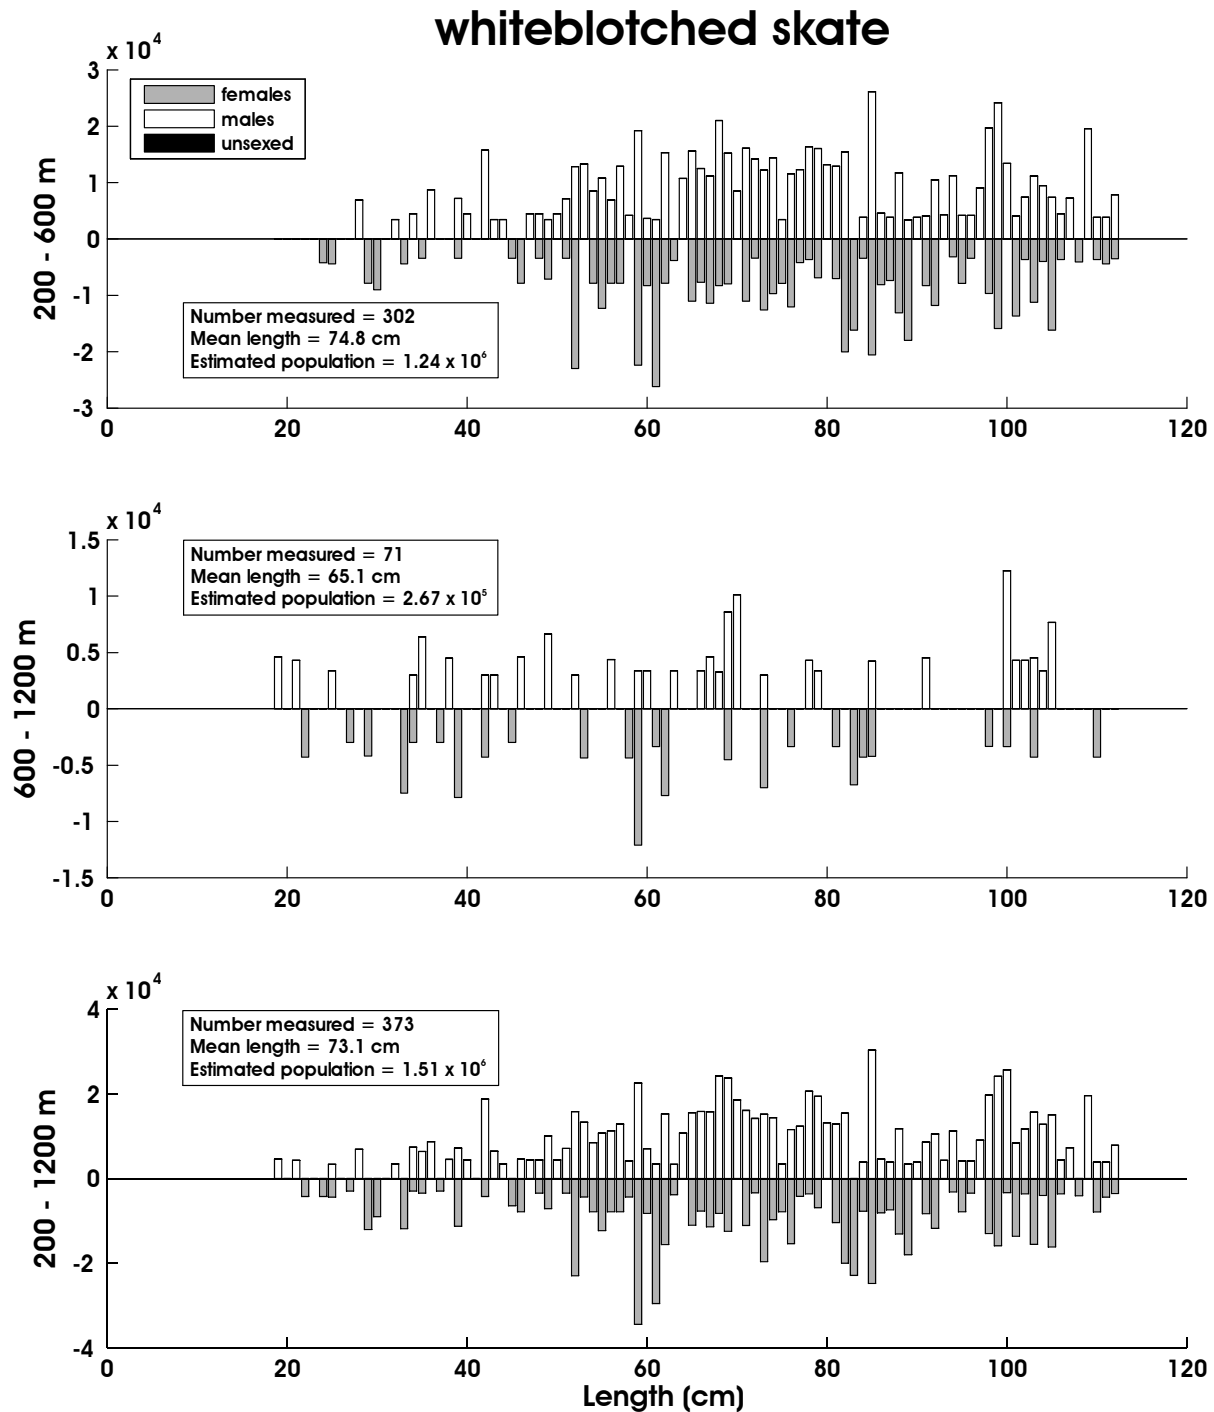 whiteblotched skate
x 10^4
3
2
1
0
-1
-2
-3
200 - 600 m
females
males
unsexed
Number measured = 302
Mean length = 74.8 cm
Estimated population = 1.24 x 10^6
0 20 40 60 80 100 120
x 10^4
1.5
1
0.5
0
-0.5
-1
-1.5
600 - 1200 m
Number measured = 71
Mean length = 65.1 cm
Estimated population = 2.67 x 10^5
0 20 40 60 80 100 120
x 10^4
4
2
0
-2
-4
200 - 1200 m
Number measured = 373
Mean length = 73.1 cm
Estimated population = 1.51 x 10^6
0 20 40 60 80 100 120
Length (cm)